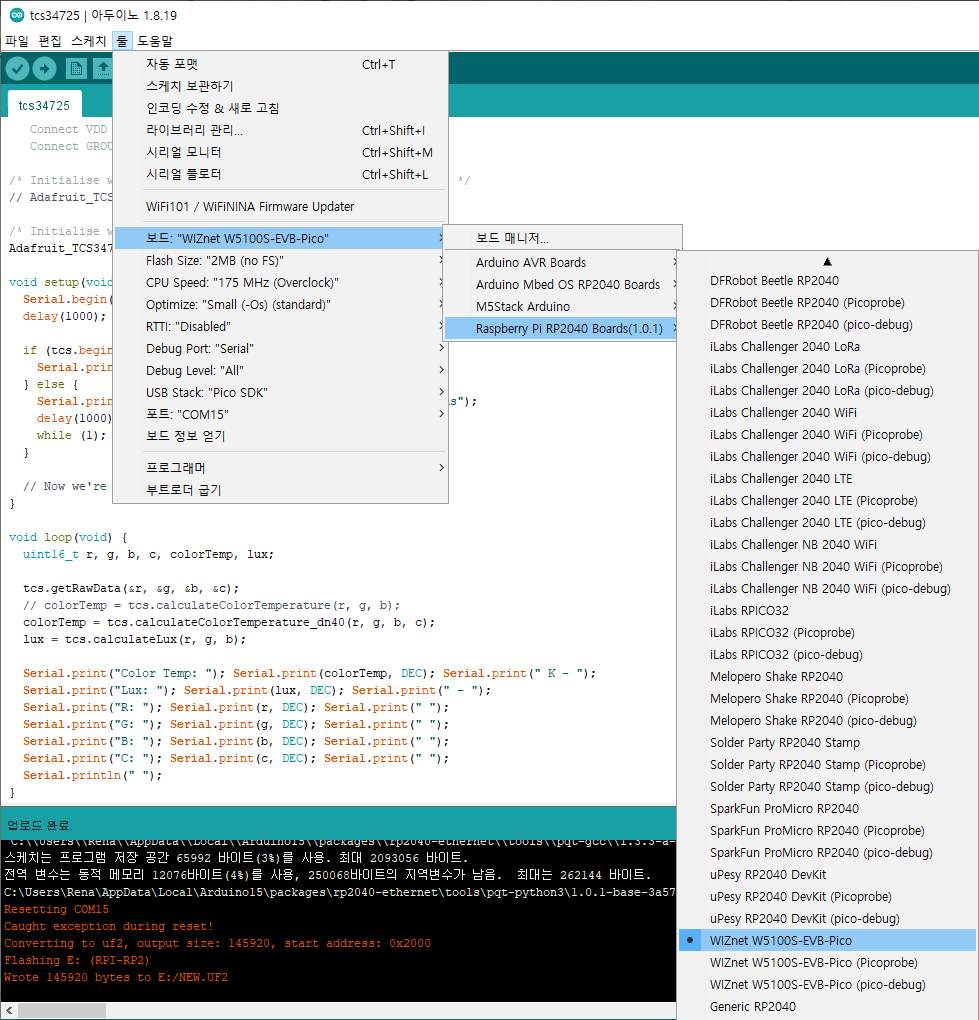 tcs34725 | 아두이노 1.8.19
파일 편집 스케치 툴 도움말
tcs34725
Connect VDD
Connect GROU
/* Initialise w
*/
// Adafruit_TCS
/* Initialise w
Adafruit_TCS347
void setup(void
Serial.begin(
delay(1000);
if (tcs.begin
Serial.prin
} else {
Serial.prin
s");
delay(1000)
while (1);
}
// Now we're
}
void loop(void) {
uint16_t r, g, b, c, colorTemp, lux;
tcs.getRawData(&r, &g, &b, &c);
// colorTemp = tcs.calculateColorTemperature(r, g, b);
colorTemp = tcs.calculateColorTemperature_dn40(r, g, b, c);
lux = tcs.calculateLux(r, g, b);
Serial.print("Color Temp: "); Serial.print(colorTemp, DEC); Serial.print(" K - ");
Serial.print("Lux: "); Serial.print(lux, DEC); Serial.print(" - ");
Serial.print("R: "); Serial.print(r, DEC); Serial.print(" ");
Serial.print("G: "); Serial.print(g, DEC); Serial.print(" ");
Serial.print("B: "); Serial.print(b, DEC); Serial.print(" ");
Serial.print("C: "); Serial.print(c, DEC); Serial.print(" ");
Serial.println(" ");
}
자동 포맷 Ctrl+T
스케치 보관하기
인코딩 수정 & 새로 고침
라이브러리 관리... Ctrl+Shift+I
시리얼 모니터 Ctrl+Shift+M
시리얼 플로터 Ctrl+Shift+L
WiFi101 / WiFiNINA Firmware Updater
보드: "WIZnet W5100S-EVB-Pico"
Flash Size: "2MB (no FS)"
CPU Speed: "175 MHz (Overclock)"
Optimize: "Small (-Os) (standard)"
RTTI: "Disabled"
Debug Port: "Serial"
Debug Level: "All"
USB Stack: "Pico SDK"
포트: "COM15"
보드 정보 얻기
프로그래머
부트로더 굽기
보드 매니저...
Arduino AVR Boards
Arduino Mbed OS RP2040 Boards
M5Stack Arduino
Raspberry Pi RP2040 Boards(1.0.1)
DFRobot Beetle RP2040
DFRobot Beetle RP2040 (Picoprobe)
DFRobot Beetle RP2040 (pico-debug)
iLabs Challenger 2040 LoRa
iLabs Challenger 2040 LoRa (Picoprobe)
iLabs Challenger 2040 LoRa (pico-debug)
iLabs Challenger 2040 WiFi
iLabs Challenger 2040 WiFi (Picoprobe)
iLabs Challenger 2040 WiFi (pico-debug)
iLabs Challenger 2040 LTE
iLabs Challenger 2040 LTE (Picoprobe)
iLabs Challenger 2040 LTE (pico-debug)
iLabs Challenger NB 2040 WiFi
iLabs Challenger NB 2040 WiFi (Picoprobe)
iLabs Challenger NB 2040 WiFi (pico-debug)
iLabs RPICO32
iLabs RPICO32 (Picoprobe)
iLabs RPICO32 (pico-debug)
Melopero Shake RP2040
Melopero Shake RP2040 (Picoprobe)
Melopero Shake RP2040 (pico-debug)
Solder Party RP2040 Stamp
Solder Party RP2040 Stamp (Picoprobe)
Solder Party RP2040 Stamp (pico-debug)
SparkFun ProMicro RP2040
SparkFun ProMicro RP2040 (Picoprobe)
SparkFun ProMicro RP2040 (pico-debug)
uPesy RP2040 DevKit
uPesy RP2040 DevKit (Picoprobe)
uPesy RP2040 DevKit (pico-debug)
WIZnet W5100S-EVB-Pico
WIZnet W5100S-EVB-Pico (Picoprobe)
WIZnet W5100S-EVB-Pico (pico-debug)
Generic RP2040
업로드 완료.
"C:\\Users\\Rena\\AppData\\Local\\Arduino15\\packages\\rp2040-ethernet\\tools\\pqt-gcc\\1.3.3-a-
스케치는 프로그램 저장 공간 65992 바이트(3%)를 사용. 최대 2093056 바이트.
전역 변수는 동적 메모리 12076바이트(4%)를 사용, 250068바이트의 지역변수가 남음. 최대는 262144 바이트.
C:\Users\Rena\AppData\Local\Arduino15\packages\rp2040-ethernet\tools\pqt-python3\1.0.1-base-3a57
Resetting COM15
Caught exception during reset!
Converting to uf2, output size: 145920, start address: 0x2000
Flashing E: (RPI-RP2)
Wrote 145920 bytes to E:/NEW.UF2